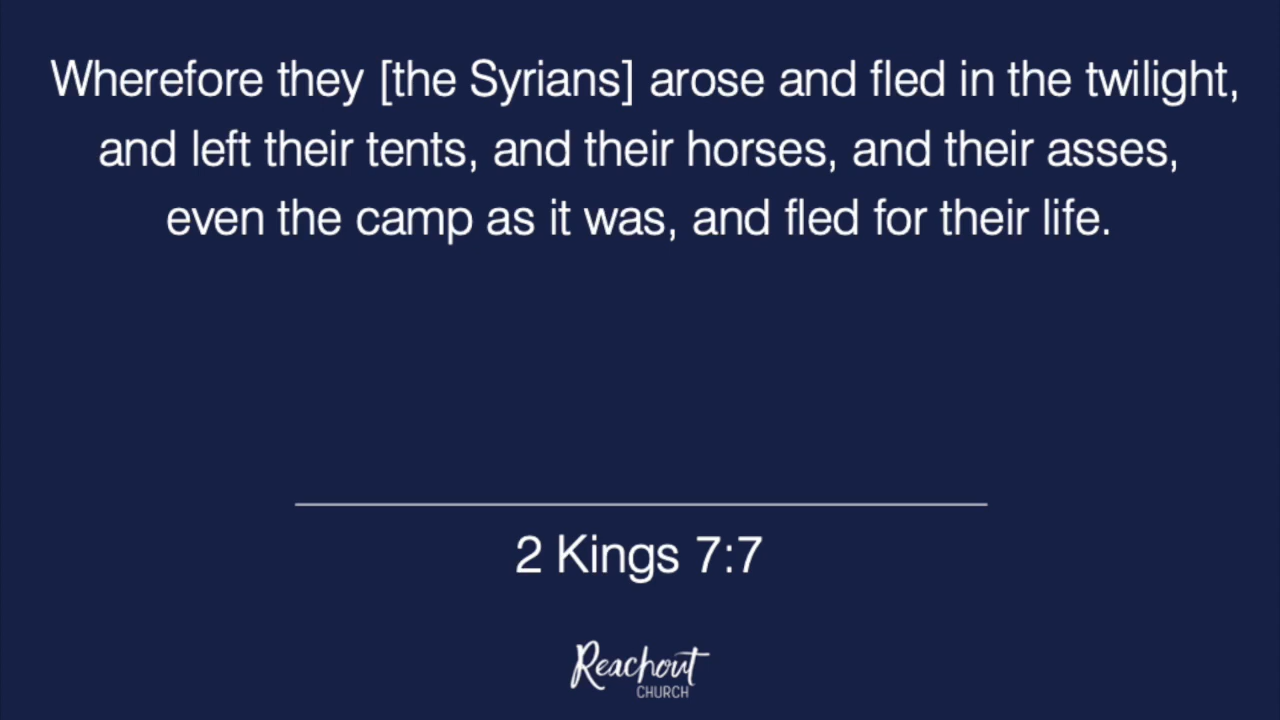 Wherefore they [the Syrians] arose and fled in the twilight,
and left their tents, and their horses, and their asses,
even the camp as it was, and fled for their life.
2 Kings 7:7
Reachout
CHURCH